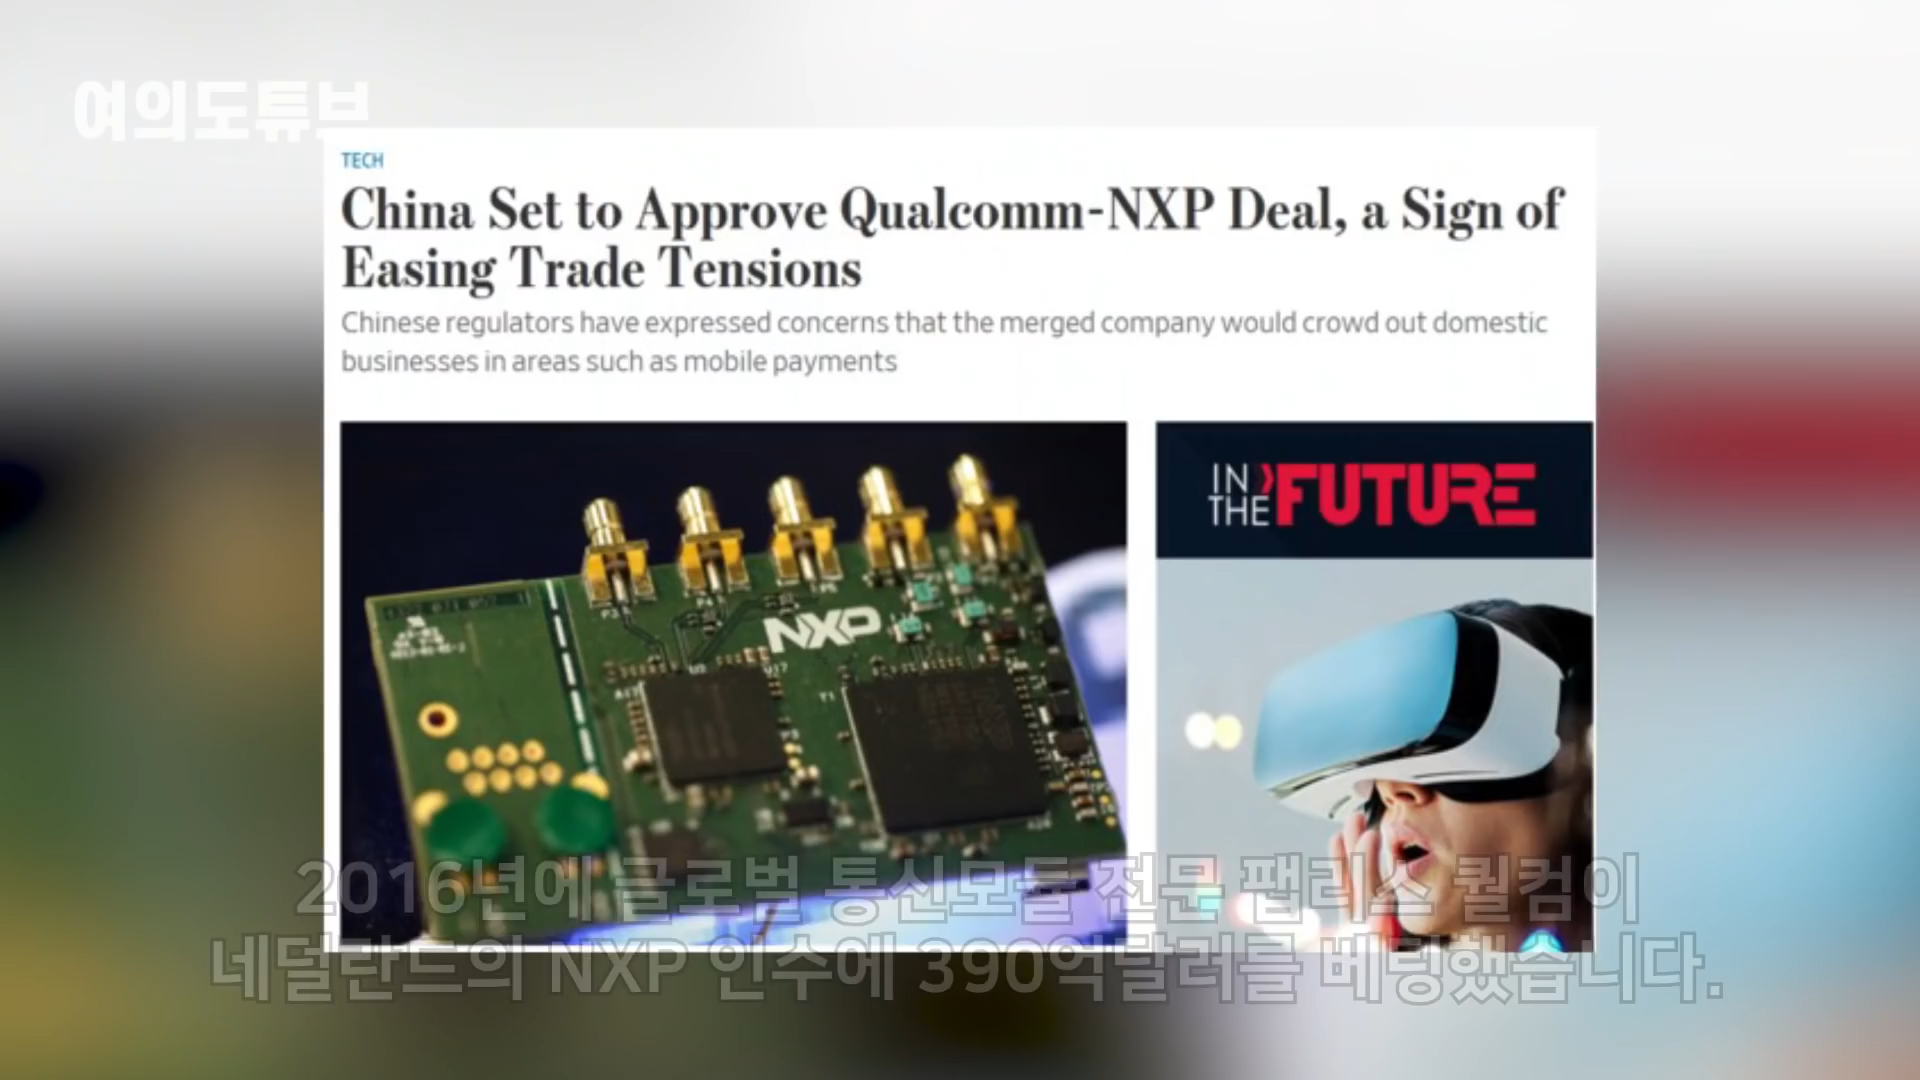 여의도튜브
TECH
China Set to Approve Qualcomm-NXP Deal, a Sign of
Easing Trade Tensions
Chinese regulators have expressed concerns that the merged company would crowd out domestic
businesses in areas such as mobile payments
IN THE FUTURE
NXP
2016년에 글로벌 통신모듈 전문 팹리스 퀄컴이
네덜란드의 NXP 인수에 390억달러를 베팅했습니다.